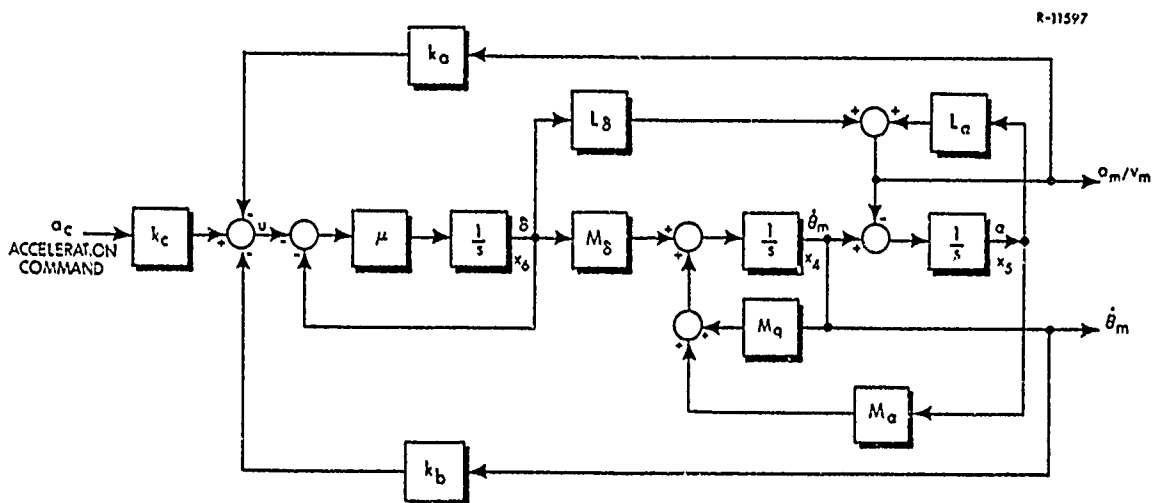 R-11597
k_a
L_δ
L_α
+
+
a_m/v_m
a_c
ACCELERATION
COMMAND
k_c
-
+
-
u
-
-
μ
1/s
δ
x_6
M_δ
+
+
1/s
θ̇_m
x_4
-
+
1/s
α
x_5
M_q
+
+
θ̇_m
M_α
k_b